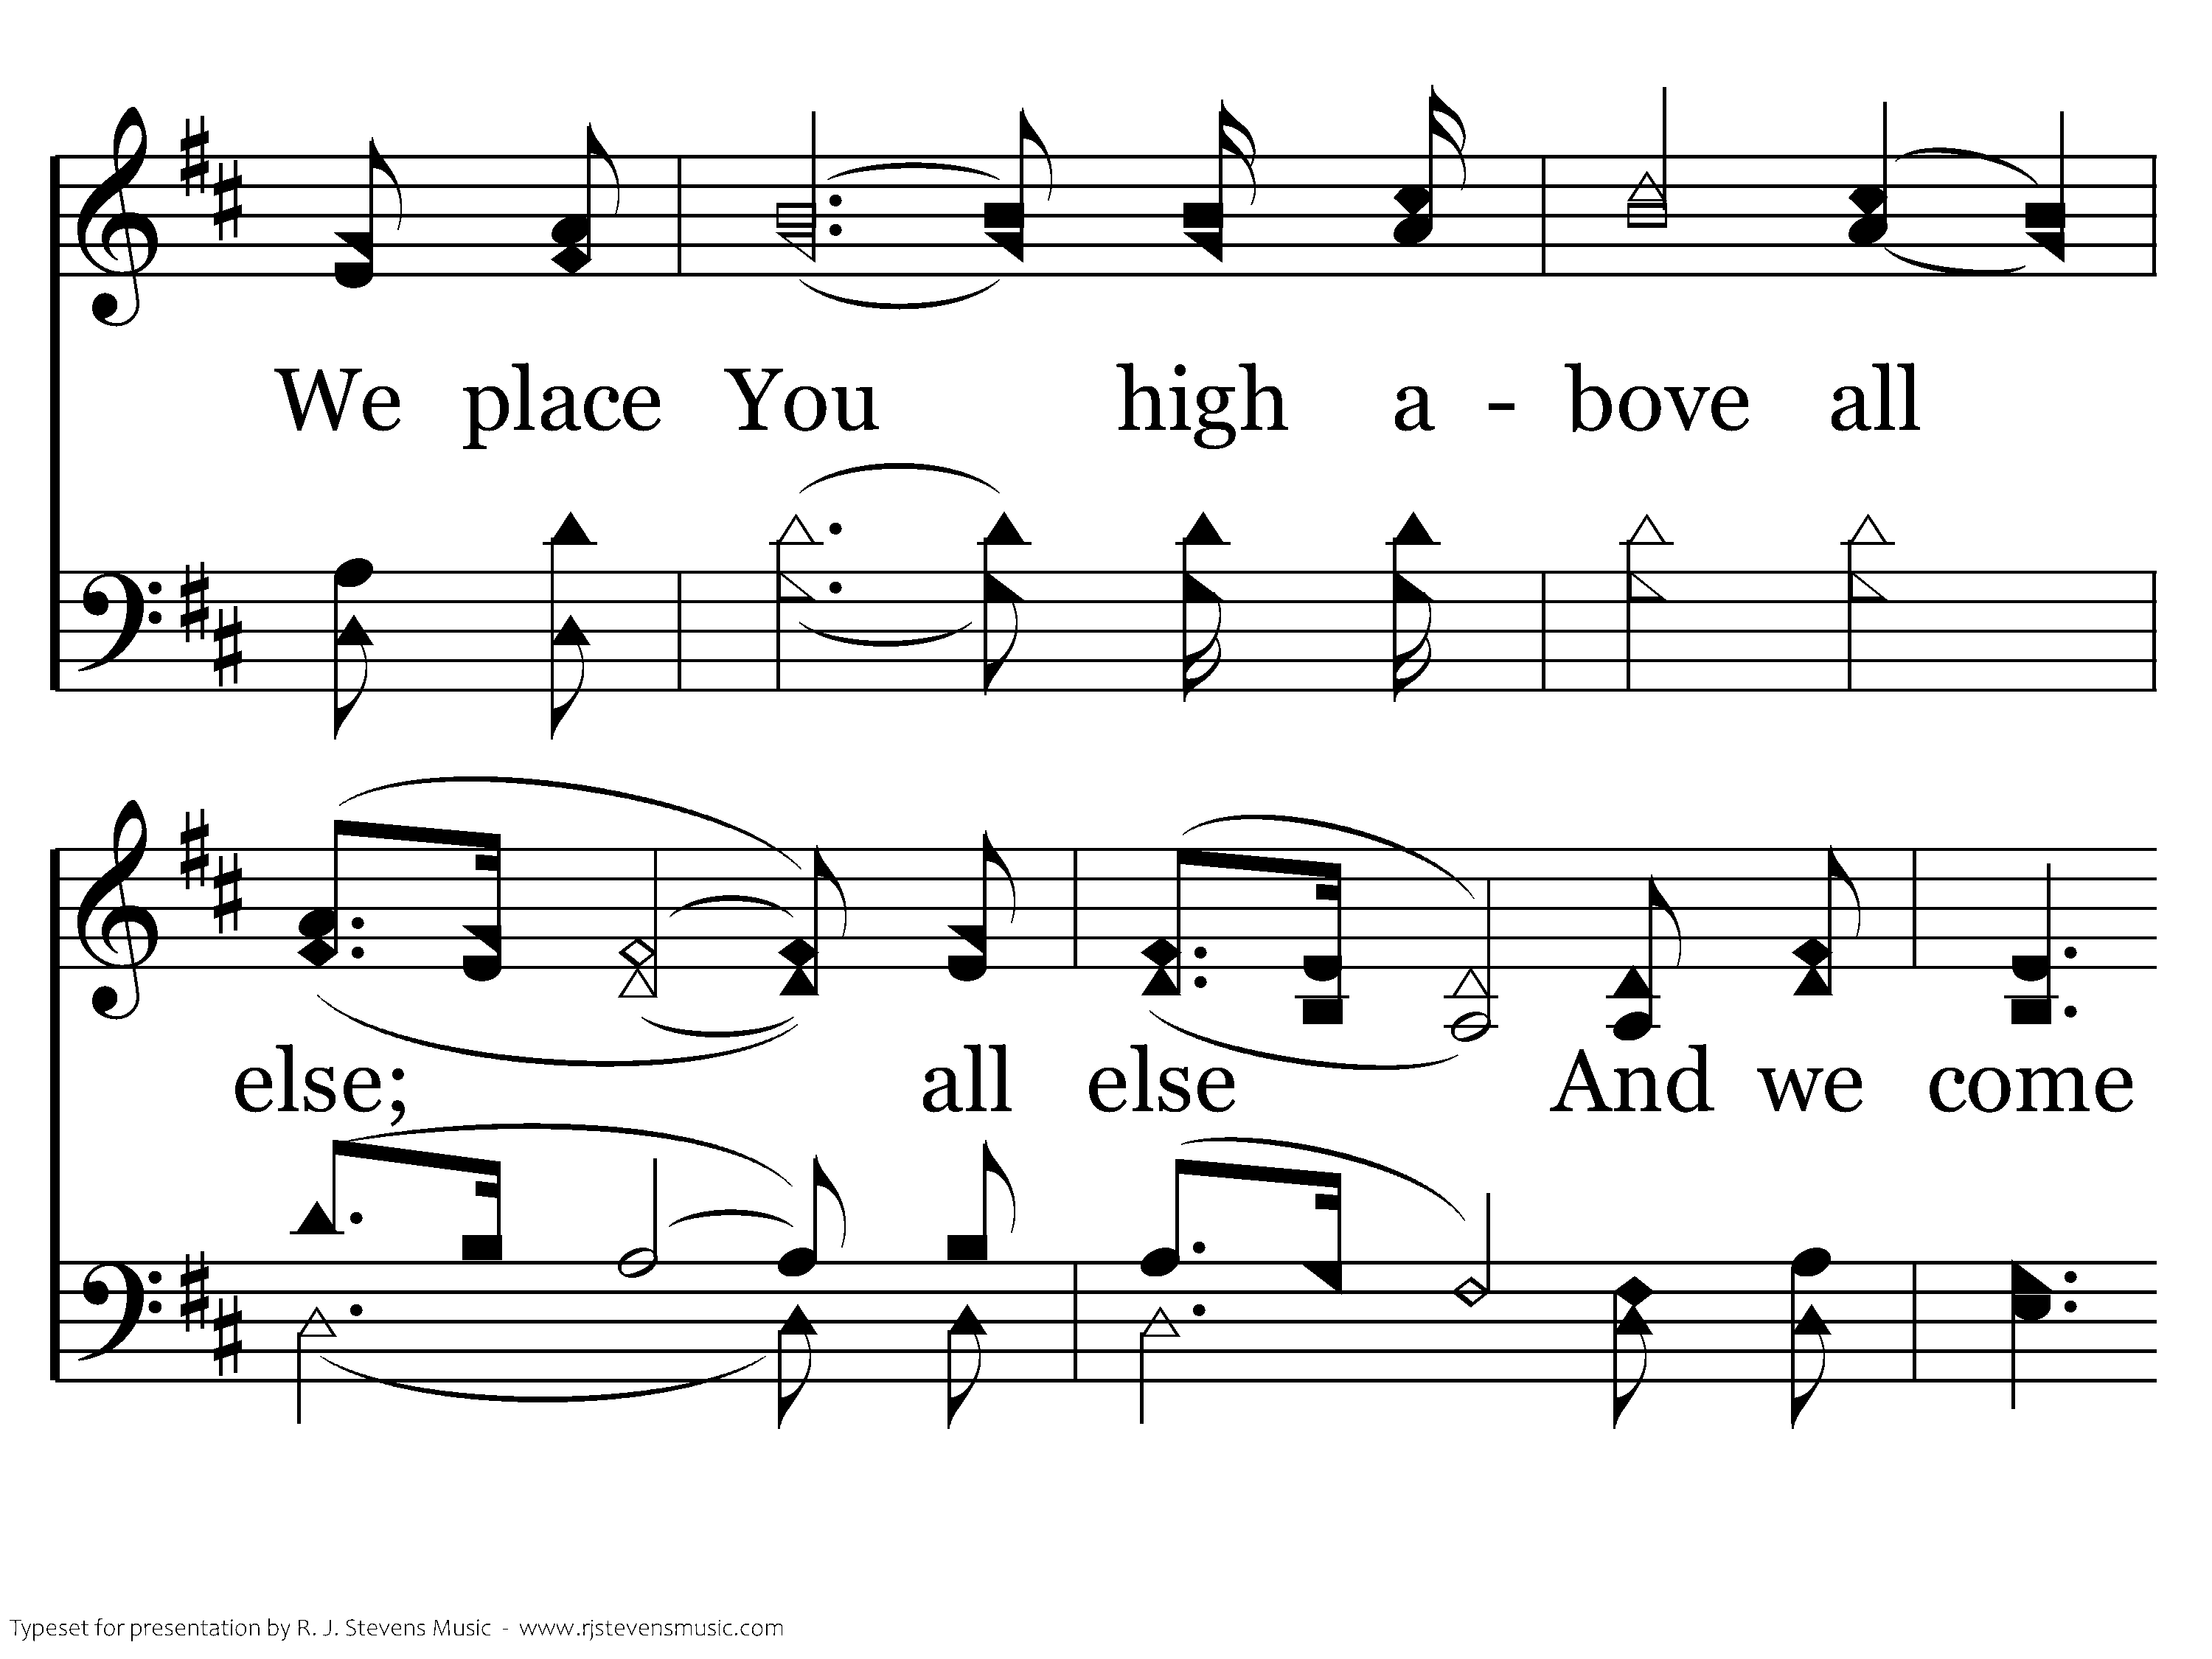 We place You high a - bove all
else; all else And we come
Typeset for presentation by R. J. Stevens Music - www.rjstevensmusic.com